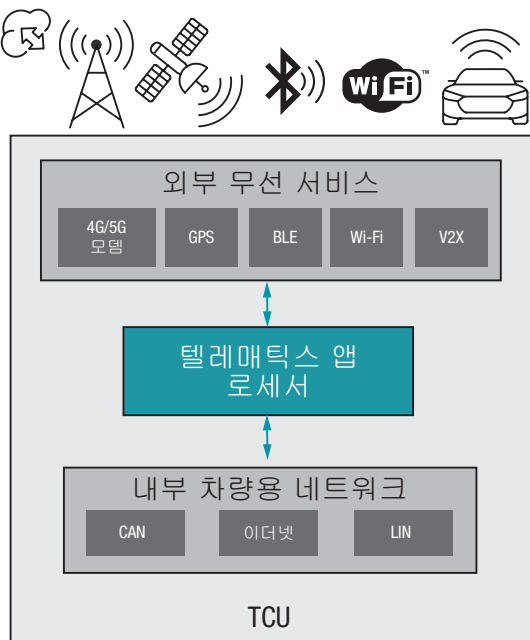 WiFi™
외부 무선 서비스
4G/5G
모뎀
GPS
BLE
Wi-Fi
V2X
텔레매틱스 앱
로세서
내부 차량용 네트워크
CAN
이더넷
LIN
TCU